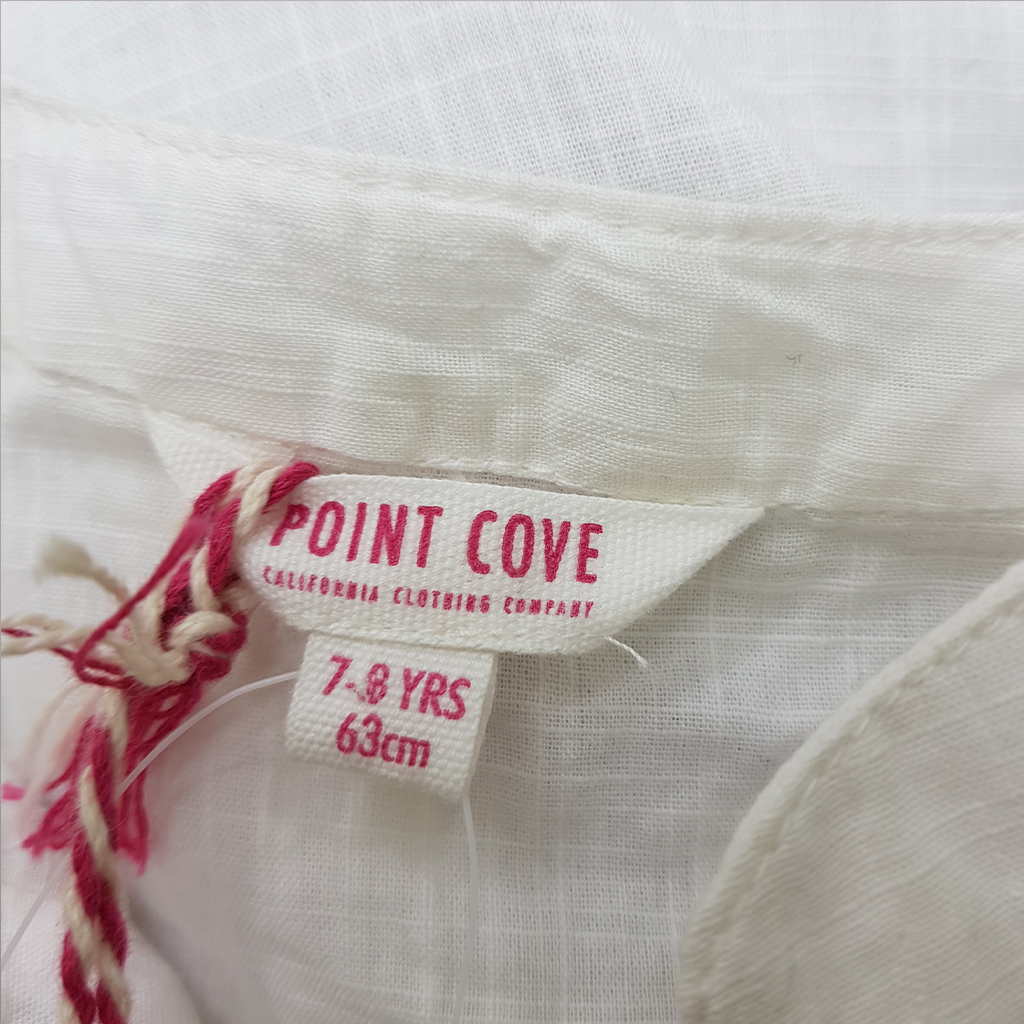 POINT COVE
CALIFORNIA CLOTHING COMPANY
7-8 YRS
63cm